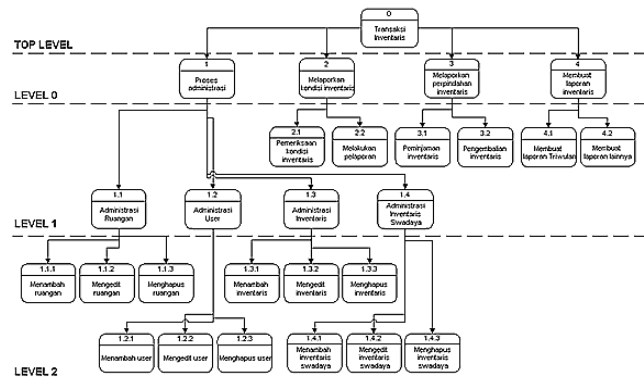 0
Transaksi
Inventaris
TOP LEVEL
1
Proses
administrasi
2
Melaporkan
kondisi inventaris
3
Melaporkan
perpindahan
inventaris
4
Membuat
laporan
inventaris
LEVEL 0
2.1
Pemeriksaan
kondisi
inventaris
2.2
Melakukan
pelaporan
3.1
Peminjaman
inventaris
3.2
Pengembalian
inventaris
4.1
Membuat
laporan Triwulan
4.2
Membuat
laporan lainnya
1.1
Administrasi
Ruangan
1.2
Administrasi
User
1.3
Administrasi
Inventaris
1.4
Administrasi
Inventaris
Swadaya
LEVEL 1
1.1.1
Menambah
ruangan
1.1.2
Mengedit
ruangan
1.1.3
Menghapus
ruangan
1.3.1
Menambah
inventaris
1.3.2
Mengedit
inventaris
1.3.3
Menghapus
inventaris
1.2.1
Menambah user
1.2.2
Mengedit user
1.2.3
Menghapus user
1.4.1
Menambah
inventaris
swadaya
1.4.2
Mengedit
inventaris
swadaya
1.4.3
Menghapus
inventaris
swadaya
LEVEL 2